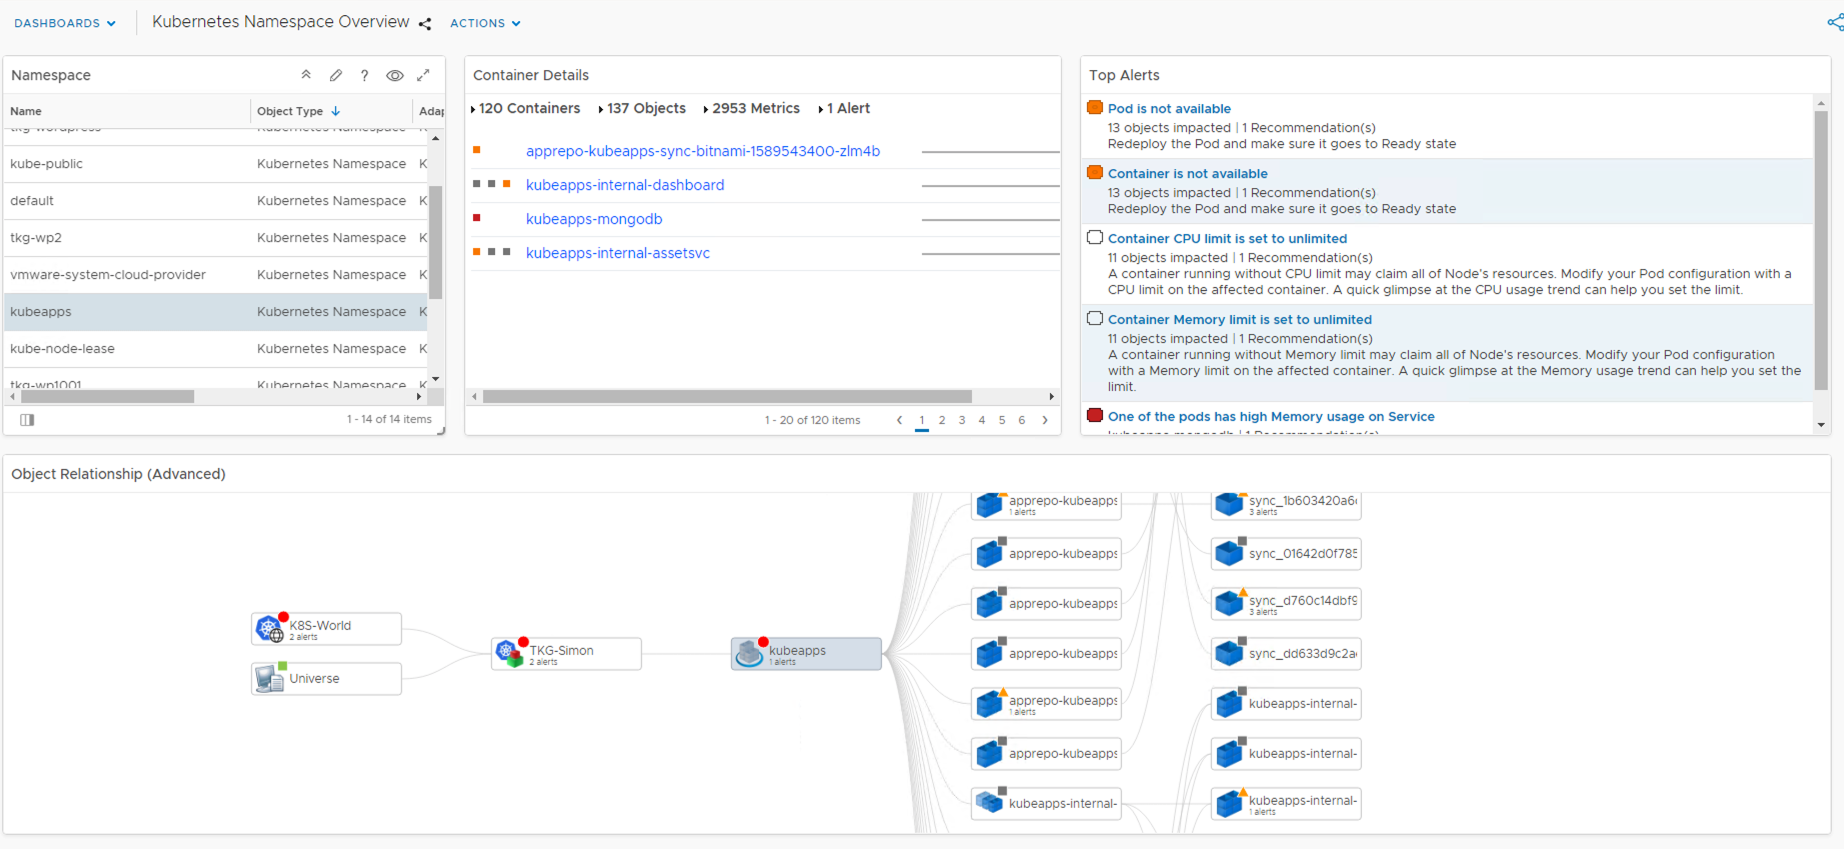 DASHBOARDS
Kubernetes Namespace Overview
ACTIONS
Namespace
?
Name Object Type Adap
tkg-wordpress Kubernetes Namespace K
kube-public Kubernetes Namespace K
default Kubernetes Namespace K
tkg-wp2 Kubernetes Namespace K
vmware-system-cloud-provider Kubernetes Namespace K
kubeapps Kubernetes Namespace K
kube-node-lease Kubernetes Namespace K
tkg-wp1001 Kubernetes Namespace K
1 - 14 of 14 items
Container Details
120 Containers 137 Objects 2953 Metrics 1 Alert
apprepo-kubeapps-sync-bitnami-1589543400-zlm4b
kubeapps-internal-dashboard
kubeapps-mongodb
kubeapps-internal-assetsvc
1 - 20 of 120 items 1 2 3 4 5 6
Top Alerts
Pod is not available
13 objects impacted | 1 Recommendation(s)
Redeploy the Pod and make sure it goes to Ready state
Container is not available
13 objects impacted | 1 Recommendation(s)
Redeploy the Pod and make sure it goes to Ready state
Container CPU limit is set to unlimited
11 objects impacted | 1 Recommendation(s)
A container running without CPU limit may claim all of Node's resources. Modify your Pod configuration with a
CPU limit on the affected container. A quick glimpse at the CPU usage trend can help you set the limit.
Container Memory limit is set to unlimited
11 objects impacted | 1 Recommendation(s)
A container running without Memory limit may claim all of Node's resources. Modify your Pod configuration
with a Memory limit on the affected container. A quick glimpse at the Memory usage trend can help you set the
limit.
One of the pods has high Memory usage on Service
kubeapps-mongodb | 1 Recommendation(s)
Object Relationship (Advanced)
K8S-World
2 alerts
Universe
TKG-Simon
2 alerts
kubeapps
1 alerts
apprepo-kubeapps
1 alerts
apprepo-kubeapps
apprepo-kubeapps
apprepo-kubeapps
apprepo-kubeapps
1 alerts
apprepo-kubeapps
kubeapps-internal-
sync_1b603420a6
3 alerts
sync_01642d0f785
sync_d760c14dbf9
3 alerts
sync_dd633d9c2a
kubeapps-internal-
kubeapps-internal-
kubeapps-internal-
1 alerts